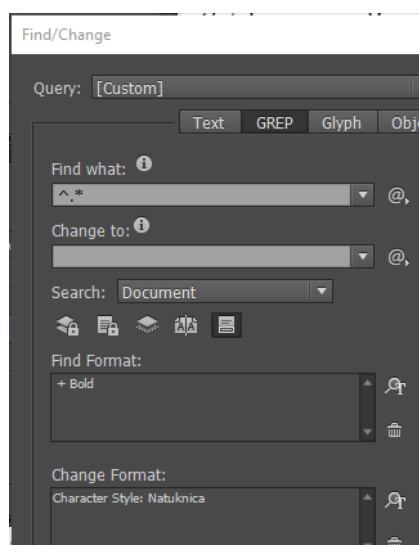 Find/Change
Query: [Custom]
Text GREP Glyph Obj
Find what:
^.*
Change to:
Search: Document
Find Format:
+ Bold
Change Format:
Character Style: Natuknica